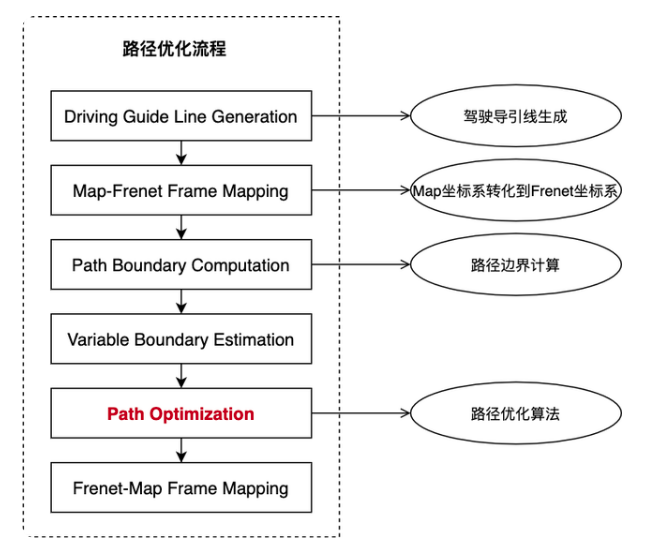 路径优化流程
Driving Guide Line Generation
驾驶导引线生成
Map-Frenet Frame Mapping
Map坐标系转化到Frenet坐标系
Path Boundary Computation
路径边界计算
Variable Boundary Estimation
Path Optimization
路径优化算法
Frenet-Map Frame Mapping